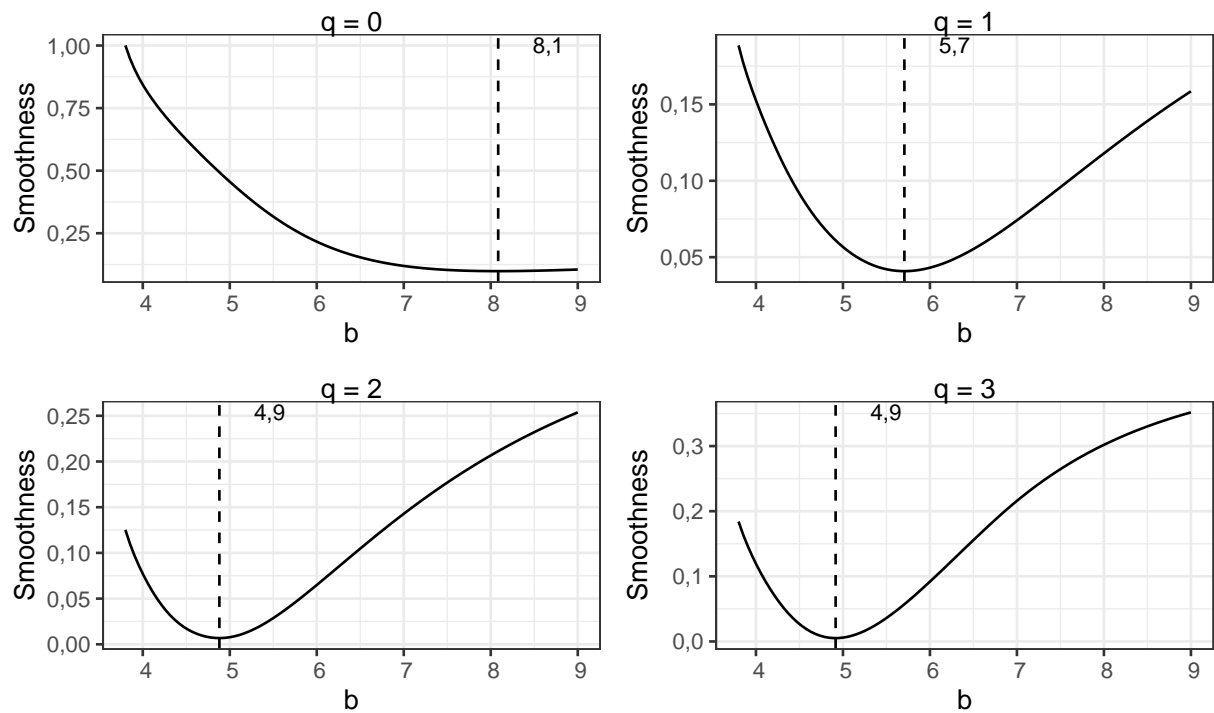 q = 0
8,1
1,00
0,75
0,50
0,25
Smoothness
4 5 6 7 8 9
b
q = 1
5,7
0,15
0,10
0,05
Smoothness
4 5 6 7 8 9
b
q = 2
4,9
0,25
0,20
0,15
0,10
0,05
0,00
Smoothness
4 5 6 7 8 9
b
q = 3
4,9
0,3
0,2
0,1
0,0
Smoothness
4 5 6 7 8 9
b